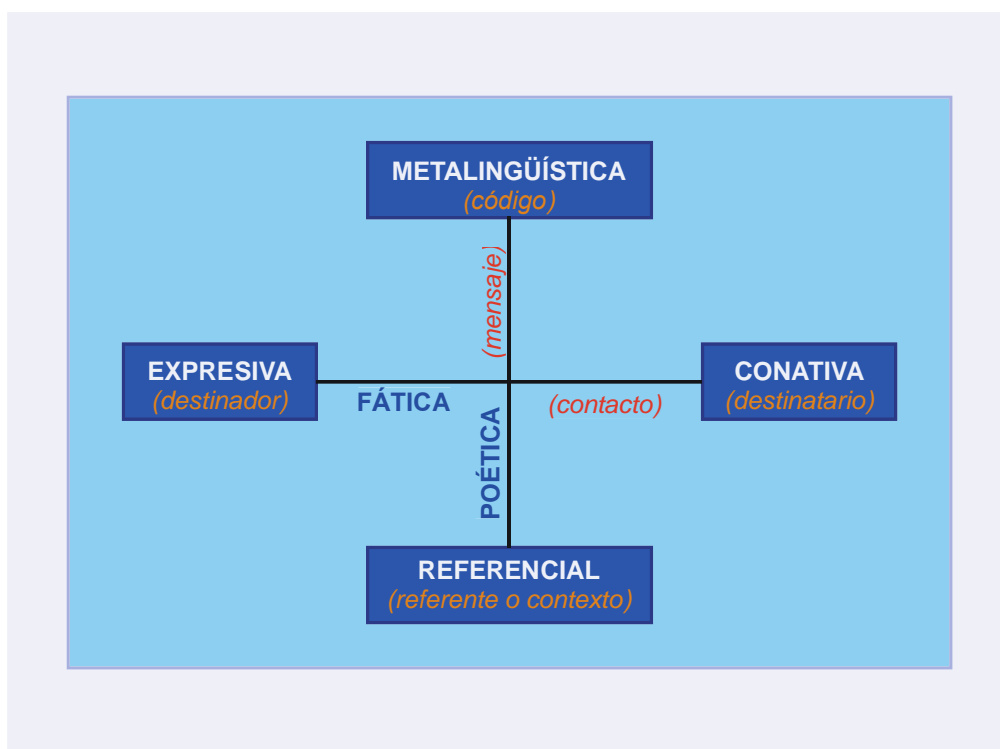 METALINGÜÍSTICA
(código)
(mensaje)
EXPRESIVA
(destinador)
FÁTICA
(contacto)
CONATIVA
(destinatario)
POÉTICA
REFERENCIAL
(referente o contexto)